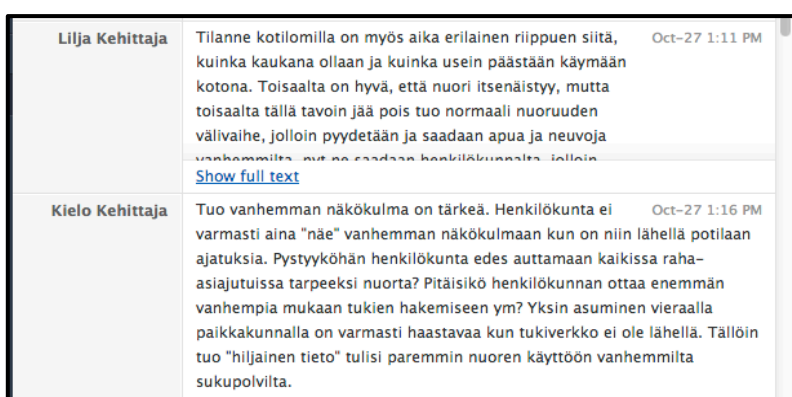 Lilja Kehittaja
Oct-27 1:11 PM
Tilanne kotilomilla on myös aika erilainen riippuen siitä,
kuinka kaukana ollaan ja kuinka usein päästään käymään
kotona. Toisaalta on hyvä, että nuori itsenäistyy, mutta
toisaalta tällä tavoin jää pois tuo normaali nuoruuden
välivaihe, jolloin pyydetään ja saadaan apua ja neuvoja
vanhemmilta, nyt ne saadaan henkilökunnalta, jolloin
Show full text
Kielo Kehittaja
Oct-27 1:16 PM
Tuo vanhemman näkökulma on tärkeä. Henkilökunta ei
varmasti aina "näe" vanhemman näkökulmaan kun on niin lähellä potilaan
ajatuksia. Pystyyköhän henkilökunta edes auttamaan kaikissa raha-
asiajutuissa tarpeeksi nuorta? Pitäisikö henkilökunnan ottaa enemmän
vanhempia mukaan tukien hakemiseen ym? Yksin asuminen vieraalla
paikkakunnalla on varmasti haastavaa kun tukiverkko ei ole lähellä. Tällöin
tuo "hiljainen tieto" tulisi paremmin nuoren käyttöön vanhemmilta
sukupolvilta.